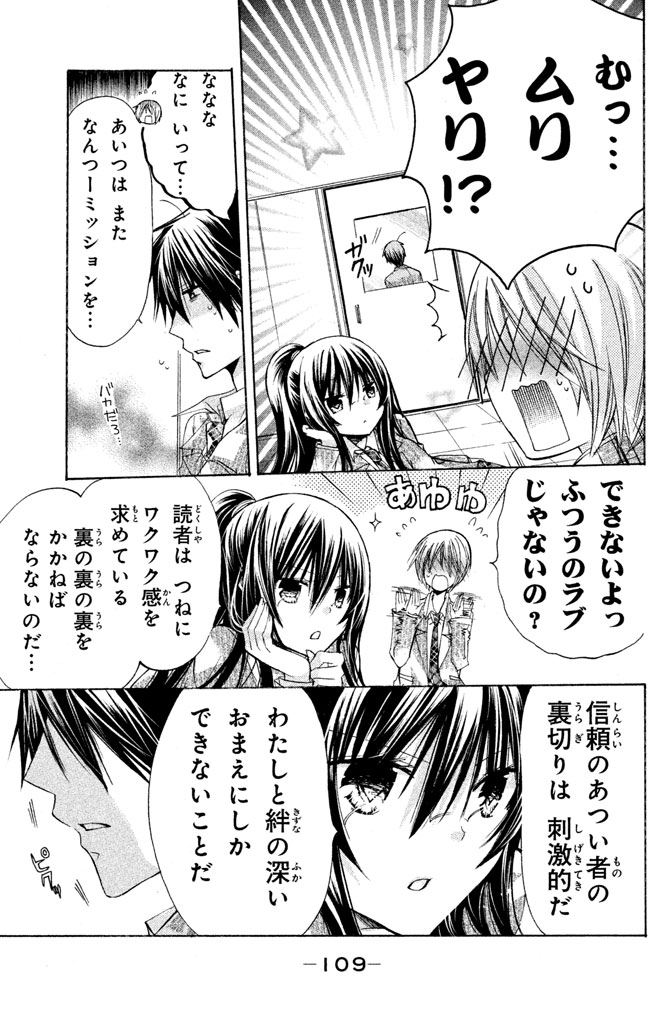 むっ…
ムリ
ヤり!?
ガクッ
ななな
なに いって…
あいつは また
なんつーミッションを…
バカだろ…
できないよっ
ふつうのラブ
じゃないの?
あゆゆ
読者は つねに
ワクワク感を
求めている
裏の裏の裏を
かかねば
ならないのだ…
信頼のあつい者の
裏切りは 刺激的だ
わたしと絆の深い
おまえにしか
できないことだ
ピク
—109—